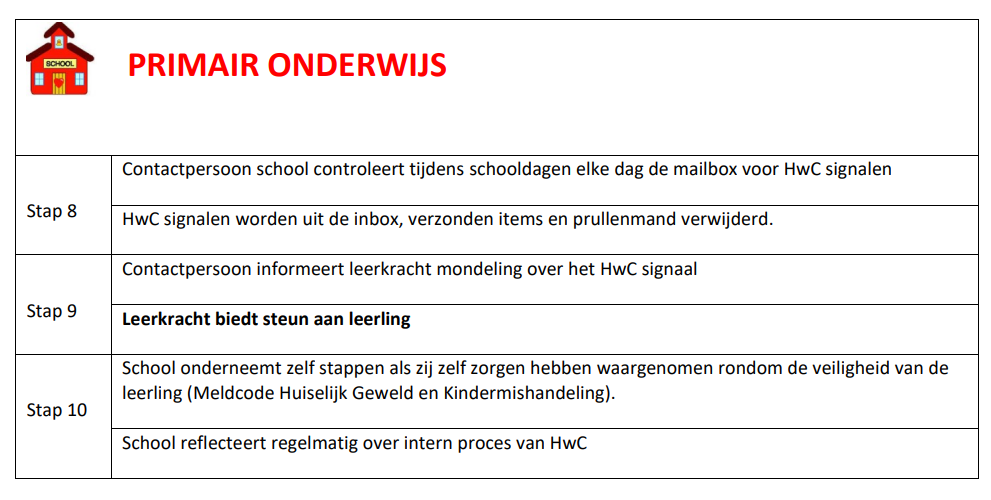 SCHOOL
PRIMAIR ONDERWIJS
Stap 8
Contactpersoon school controleert tijdens schooldagen elke dag de mailbox voor HwC signalen
HwC signalen worden uit de inbox, verzonden items en prullenmand verwijderd.
Stap 9
Contactpersoon informeert leerkracht mondeling over het HwC signaal
Leerkracht biedt steun aan leerling
Stap 10
School onderneemt zelf stappen als zij zelf zorgen hebben waargenomen rondom de veiligheid van de
leerling (Meldcode Huiselijk Geweld en Kindermishandeling).
School reflecteert regelmatig over intern proces van HwC